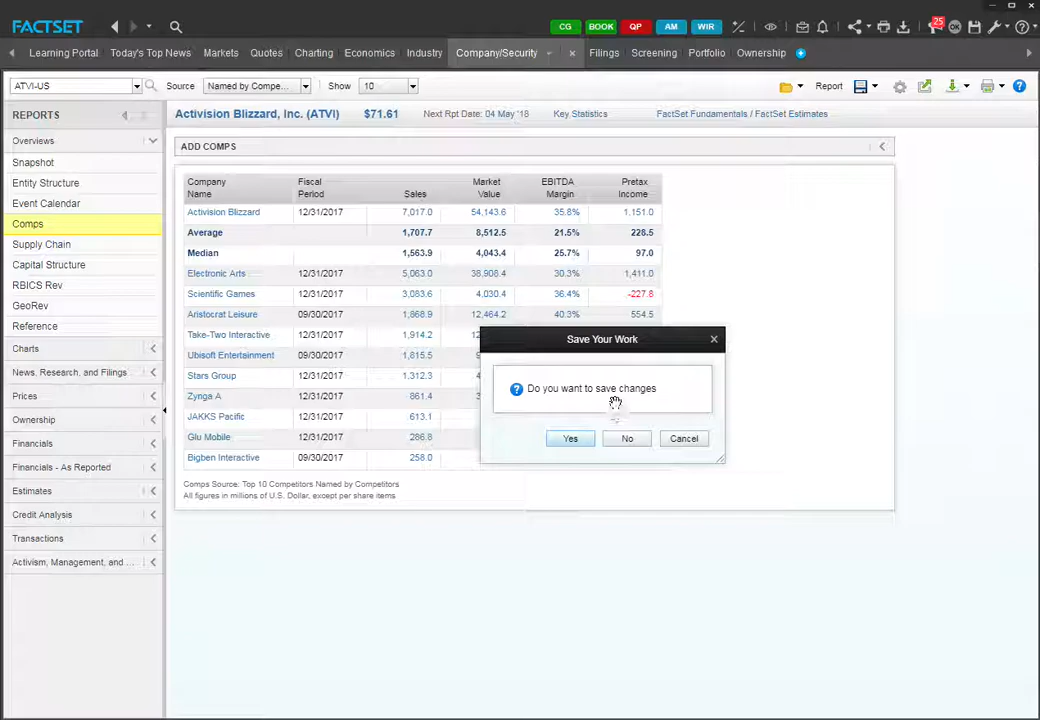 FACTSET
CG BOOK QP AM WIR 25 OK
Learning Portal Today's Top News Markets Quotes Charting Economics Industry Company/Security × Filings Screening Portfolio Ownership
ATVI-US Source Named by Compe... Show 10 Report
REPORTS
Activision Blizzard, Inc. (ATVI) $71.61 Next Rpt Date: 04 May '18 Key Statistics FactSet Fundamentals / FactSet Estimates
Overviews
Snapshot
Entity Structure
Event Calendar
Comps
Supply Chain
Capital Structure
RBICS Rev
GeoRev
Reference
Charts
News, Research, and Filings
Prices
Ownership
Financials
Financials - As Reported
Estimates
Credit Analysis
Transactions
Activism, Management, and ...
ADD COMPS
Company Name Fiscal Period Sales Market Value EBITDA Margin Pretax Income
Activision Blizzard 12/31/2017 7,017.0 54,143.6 35.8% 1,151.0
Average 1,707.7 8,512.5 21.5% 228.5
Median 1,563.9 4,043.4 25.7% 97.0
Electronic Arts 12/31/2017 5,063.0 38,908.4 30.3% 1,411.0
Scientific Games 12/31/2017 3,083.6 4,030.4 36.4% -227.8
Aristocrat Leisure 09/30/2017 1,868.9 12,464.2 40.3% 554.5
Take-Two Interactive 12/31/2017 1,914.2
Ubisoft Entertainment 09/30/2017 1,815.5
Stars Group 12/31/2017 1,312.3
Zynga A 12/31/2017 861.4
JAKKS Pacific 12/31/2017 613.1
Glu Mobile 12/31/2017 286.8
Bigben Interactive 09/30/2017 258.0
Comps Source: Top 10 Competitors Named by Competitors
All figures in millions of U.S. Dollar, except per share items
Save Your Work
Do you want to save changes
Yes No Cancel